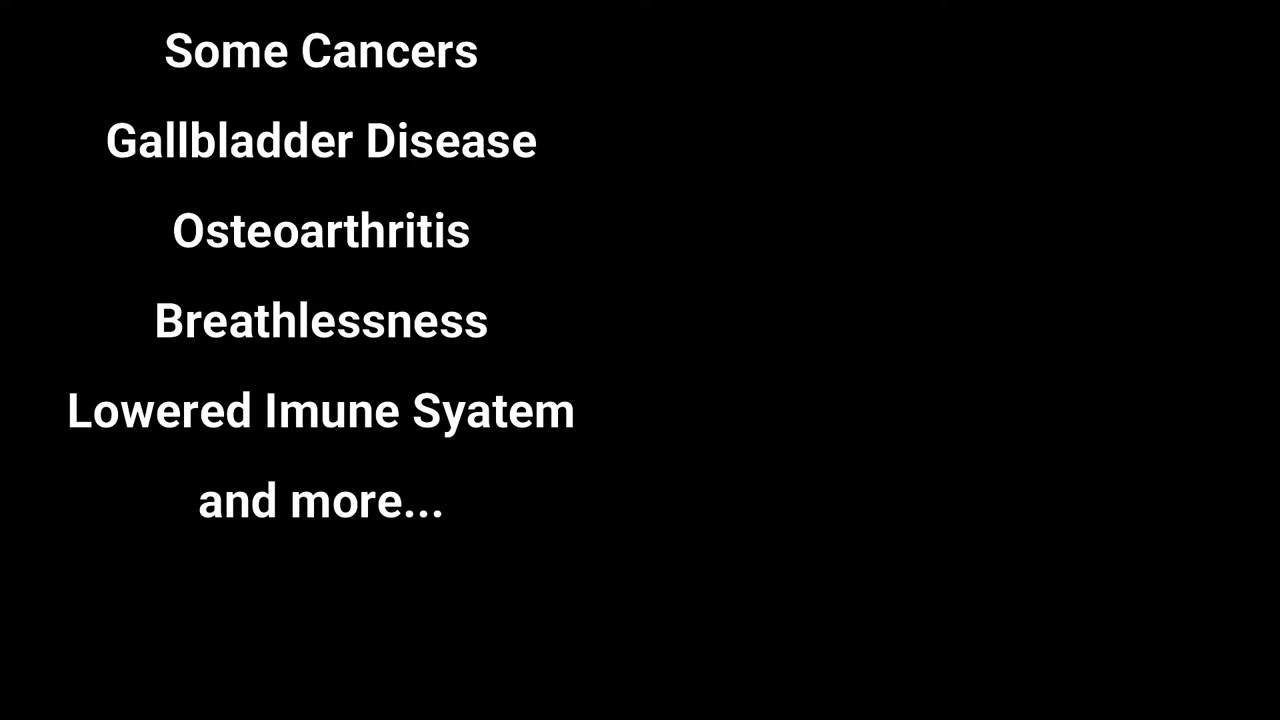 Some Cancers
Gallbladder Disease
Osteoarthritis
Breathlessness
Lowered Imune Syatem
and more...